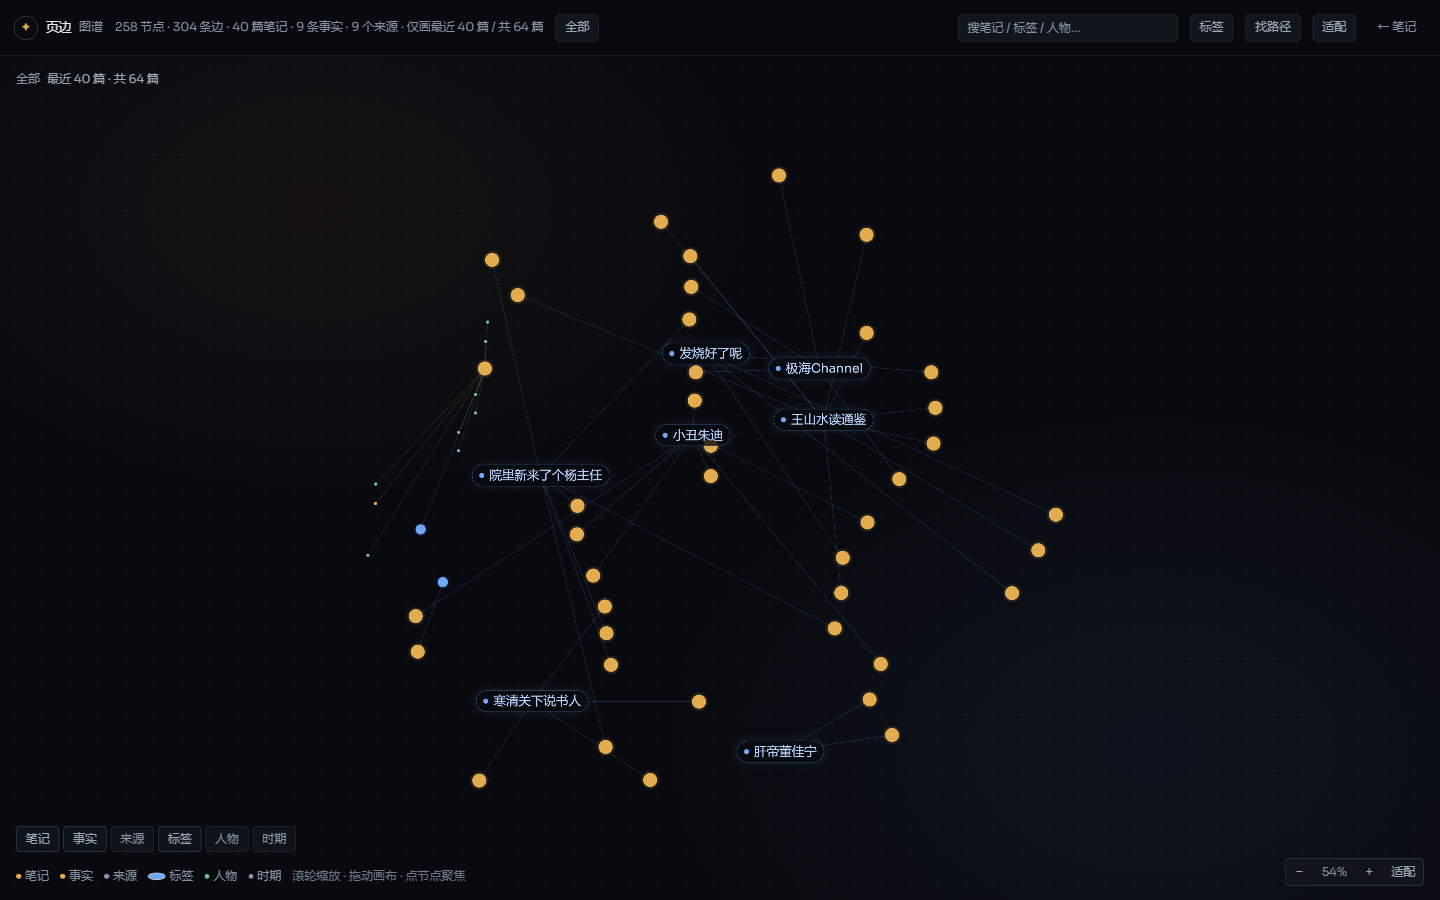 页边 图谱 258 节点 · 304 条边 · 40 篇笔记 · 9 条事实 · 9 个来源 · 仅画最近 40 篇 / 共 64 篇 全部 搜笔记 / 标签 / 人物... 标签 找路径 适配 ← 笔记
全部 最近 40 篇 · 共 64 篇
发烧好了呢
极海Channel
王山水读通鉴
小丑朱迪
院里新来了个杨主任
寒清关下说书人
肝帝董佳宁
笔记 事实 来源 标签 人物 时期
笔记 事实 来源 标签 人物 时期 滚轮缩放 · 拖动画布 · 点节点聚焦
− 54% + 适配